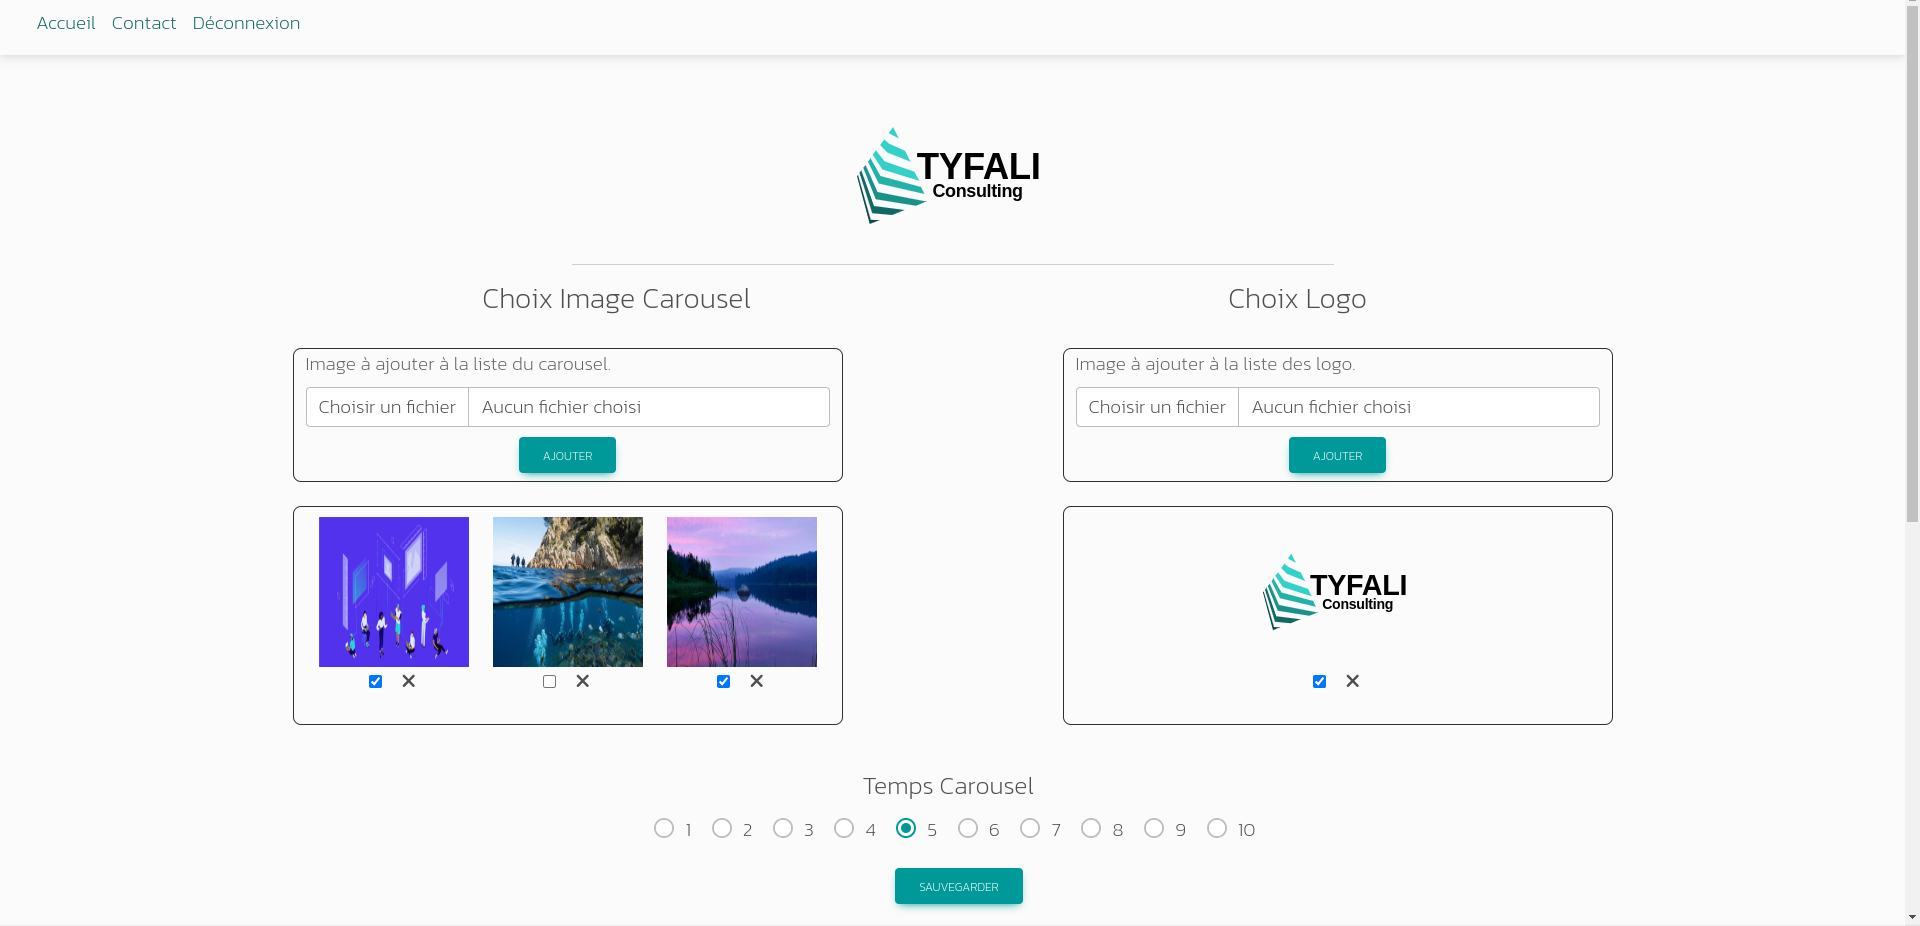 Accueil Contact Déconnexion
TYFALI
Consulting
Choix Image Carousel
Image à ajouter à la liste du carousel.
Choisir un fichier Aucun fichier choisi
AJOUTER
Choix Logo
Image à ajouter à la liste des logo.
Choisir un fichier Aucun fichier choisi
AJOUTER
TYFALI
Consulting
Temps Carousel
1 2 3 4 5 6 7 8 9 10
SAUVEGARDER